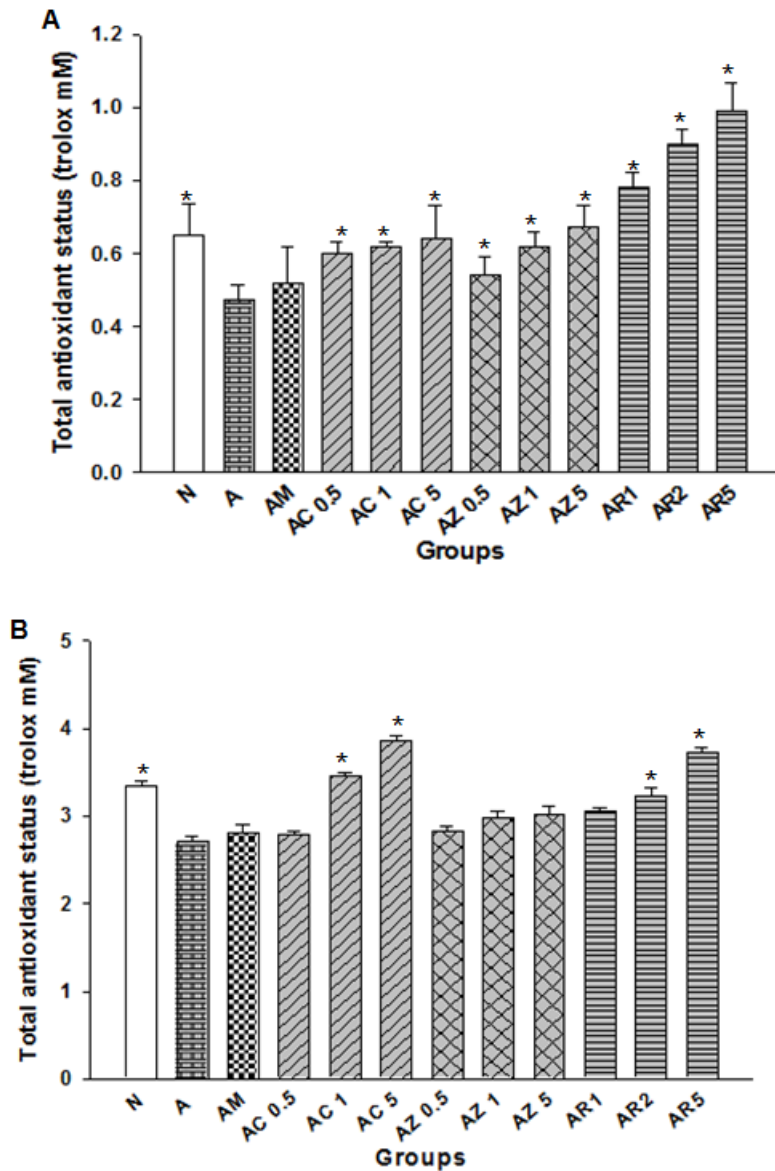 A
Total antioxidant status (trolox mM)
1.2
1.0
0.8
0.6
0.4
0.2
0.0
* * * * * * * * * *
N A AM AC 0.5 AC 1 AC 5 AZ 0.5 AZ 1 AZ 5 AR1 AR2 AR5
Groups
B
Total antioxidant status (trolox mM)
5
4
3
2
1
0
* * * * *
N A AM AC 0.5 AC 1 AC 5 AZ 0.5 AZ 1 AZ 5 AR1 AR2 AR5
Groups